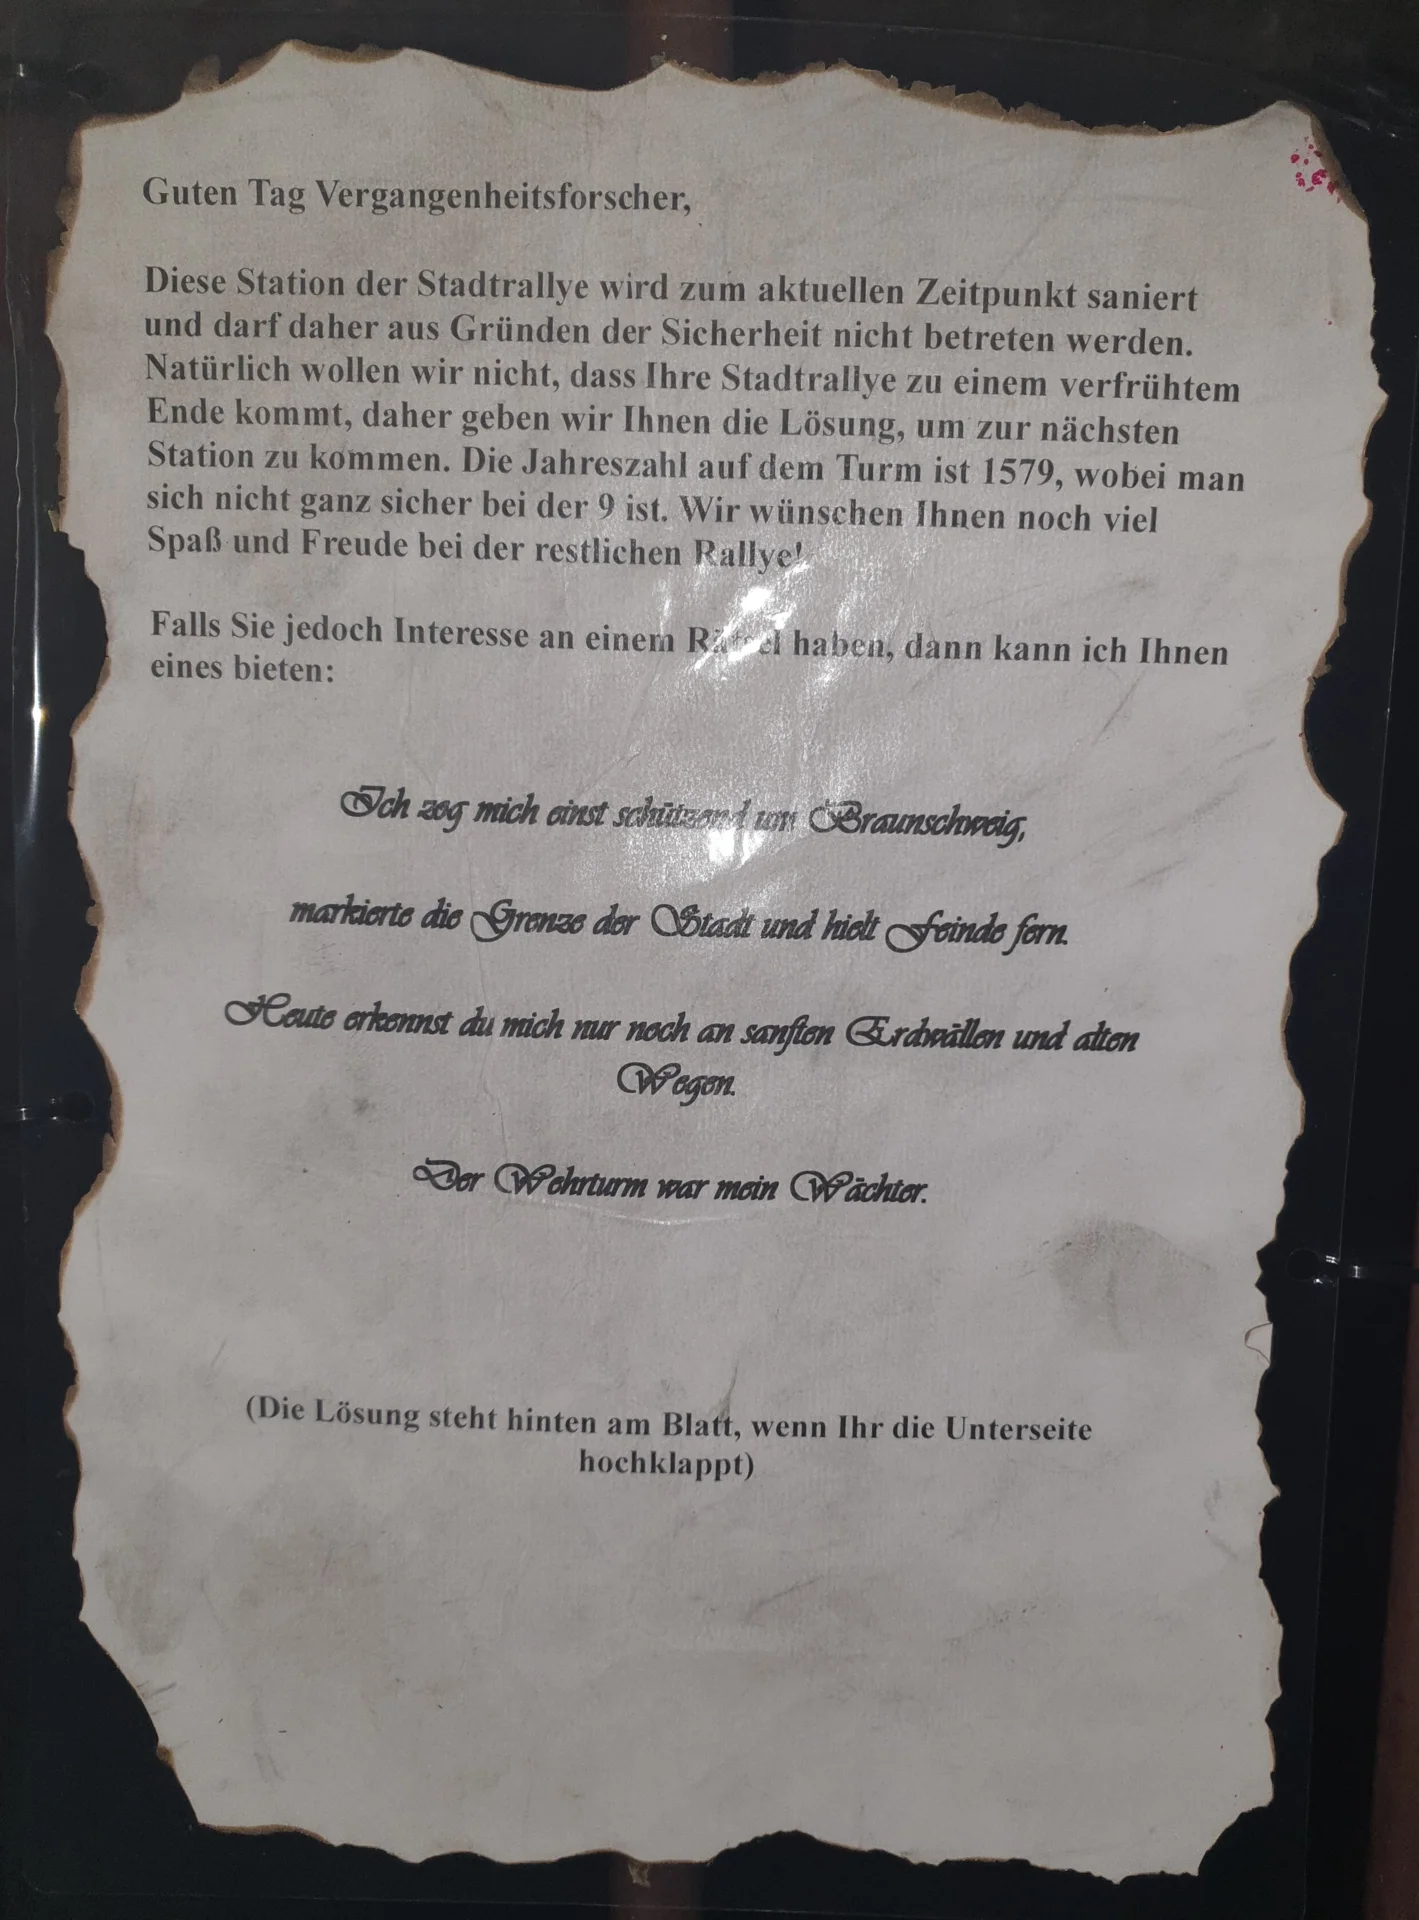 Guten Tag Vergangenheitsforscher,
Diese Station der Stadtrallye wird zum aktuellen Zeitpunkt saniert
und darf daher aus Gründen der Sicherheit nicht betreten werden.
Natürlich wollen wir nicht, dass Ihre Stadtrallye zu einem verfrühtem
Ende kommt, daher geben wir Ihnen die Lösung, um zur nächsten
Station zu kommen. Die Jahreszahl auf dem Turm ist 1579, wobei man
sich nicht ganz sicher bei der 9 ist. Wir wünschen Ihnen noch viel
Spaß und Freude bei der restlichen Rallye!
Falls Sie jedoch Interesse an einem Rätsel haben, dann kann ich Ihnen
eines bieten:
Ich zog mich einst schützend um Braunschweig,
markierte die Grenze der Stadt und hielt Feinde fern.
Heute erkennst du mich nur noch an sanften Erdwällen und alten
Wegen.
Der Wehrturm war mein Wächter.
(Die Lösung steht hinten am Blatt, wenn Ihr die Unterseite
hochklappt)